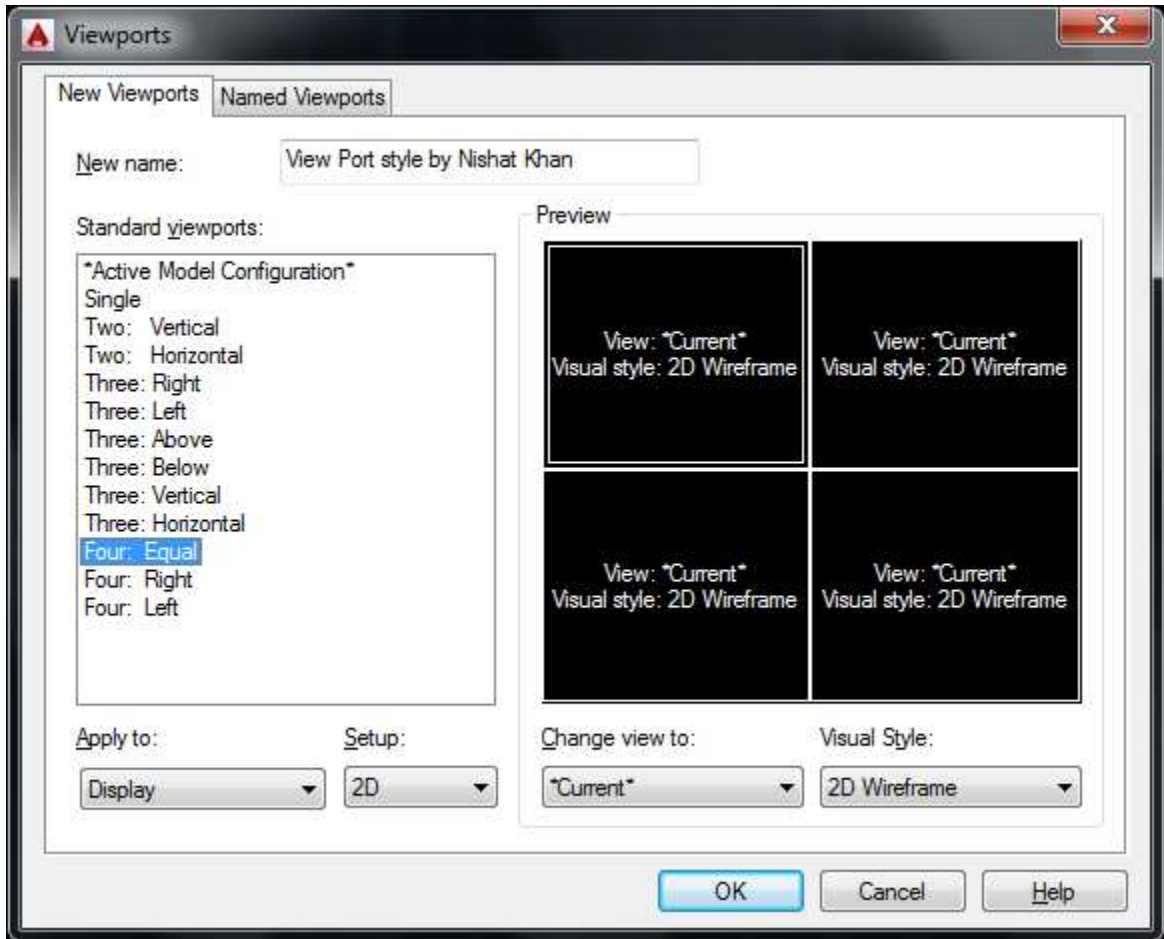 Viewports
New Viewports
Named Viewports
New name:
View Port style by Nishat Khan
Standard viewports:
*Active Model Configuration*
Single
Two: Vertical
Two: Horizontal
Three: Right
Three: Left
Three: Above
Three: Below
Three: Vertical
Three: Horizontal
Four: Equal
Four: Right
Four: Left
Apply to:
Display
Setup:
2D
Preview
View: *Current*
Visual style: 2D Wireframe
View: *Current*
Visual style: 2D Wireframe
View: *Current*
Visual style: 2D Wireframe
View: *Current*
Visual style: 2D Wireframe
Change view to:
*Current*
Visual Style:
2D Wireframe
OK
Cancel
Help